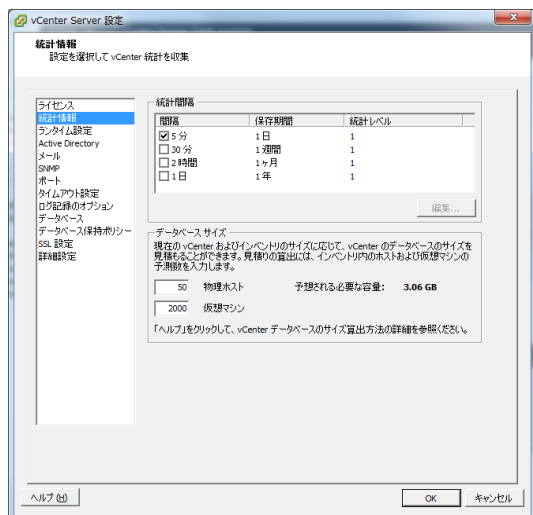 vCenter Server 設定
統計情報
設定を選択して vCenter 統計を収集
ライセンス
統計情報
ランタイム設定
Active Directory
メール
SNMP
ポート
タイムアウト設定
ログ記録のオプション
データベース
データベース保持ポリシー
SSL 設定
詳細設定
統計間隔
間隔 保存期間 統計レベル
5 分 1 日 1
30 分 1 週間 1
2 時間 1 ヶ月 1
1 日 1 年 1
編集...
データベース サイズ
現在の vCenter およびインベントリのサイズに応じて、vCenter のデータベースのサイズを
見積もることができます。見積りの算出には、インベントリ内のホストおよび仮想マシンの
予測数を入力します。
50 物理ホスト 予想される必要な容量: 3.06 GB
2000 仮想マシン
「ヘルプ」をクリックして、vCenter データベースのサイズ算出方法の詳細を参照ください。
ヘルプ (H) OK キャンセル